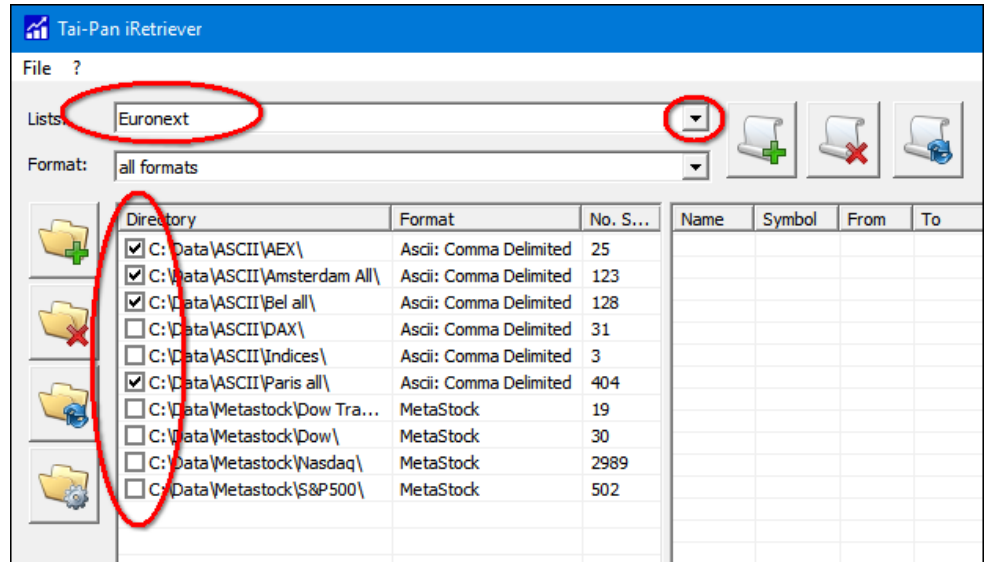 Tai-Pan iRetriever
File ?
Lists: Euronext
Format: all formats
Directory Format No. S... Name Symbol From To
C:\Data\ASCII\AEX\ Ascii: Comma Delimited 25
C:\Data\ASCII\Amsterdam All\ Ascii: Comma Delimited 123
C:\Data\ASCII\Bel all\ Ascii: Comma Delimited 128
C:\Data\ASCII\DAX\ Ascii: Comma Delimited 31
C:\Data\ASCII\Indices\ Ascii: Comma Delimited 3
C:\Data\ASCII\Paris all\ Ascii: Comma Delimited 404
C:\Data\Metastock\Dow Tra... MetaStock 19
C:\Data\Metastock\Dow\ MetaStock 30
C:\Data\Metastock\Nasdaq\ MetaStock 2989
C:\Data\Metastock\S&P500\ MetaStock 502